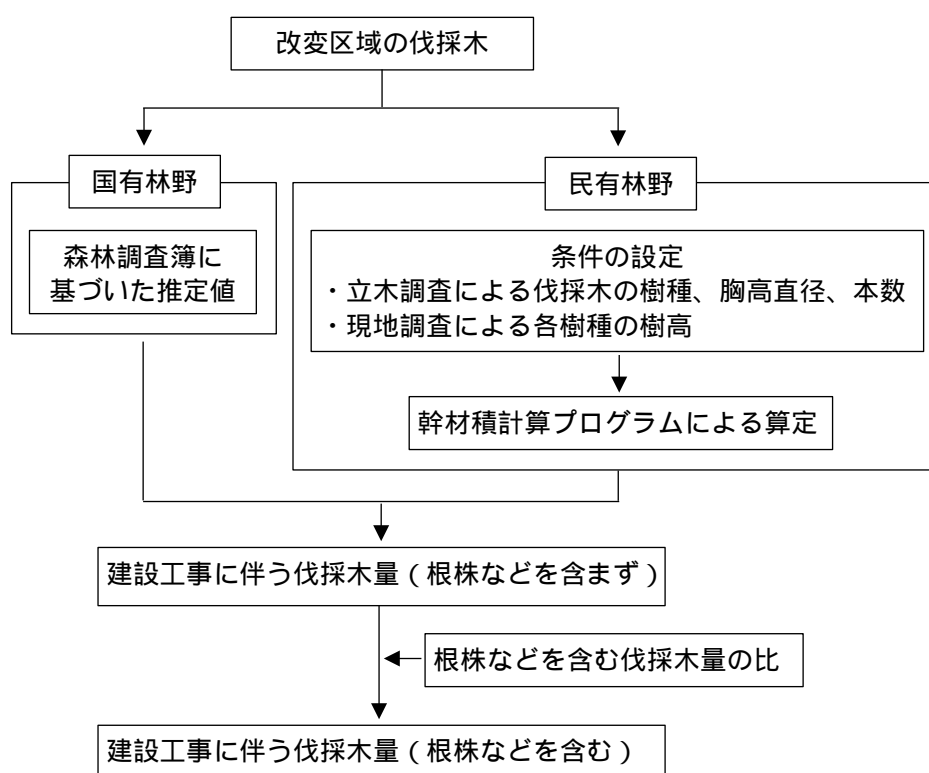 改変区域の伐採木
国有林野
森林調査簿に
基づいた推定値
民有林野
条件の設定
・立木調査による伐採木の樹種、胸高直径、本数
・現地調査による各樹種の樹高
幹材積計算プログラムによる算定
建設工事に伴う伐採木量(根株などを含まず)
根株などを含む伐採木量の比
建設工事に伴う伐採木量(根株などを含む)